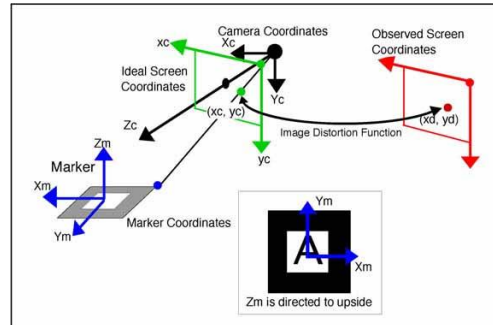 Camera Coordinates
xc
Xc
Observed Screen
Coordinates
Ideal Screen
Coordinates
Yc
(xc, yc)
(xd, yd)
Zc
Image Distortion Function
Zm
yc
Marker
Xm
Marker Coordinates
Ym
Ym
A
Xm
Zm is directed to upside